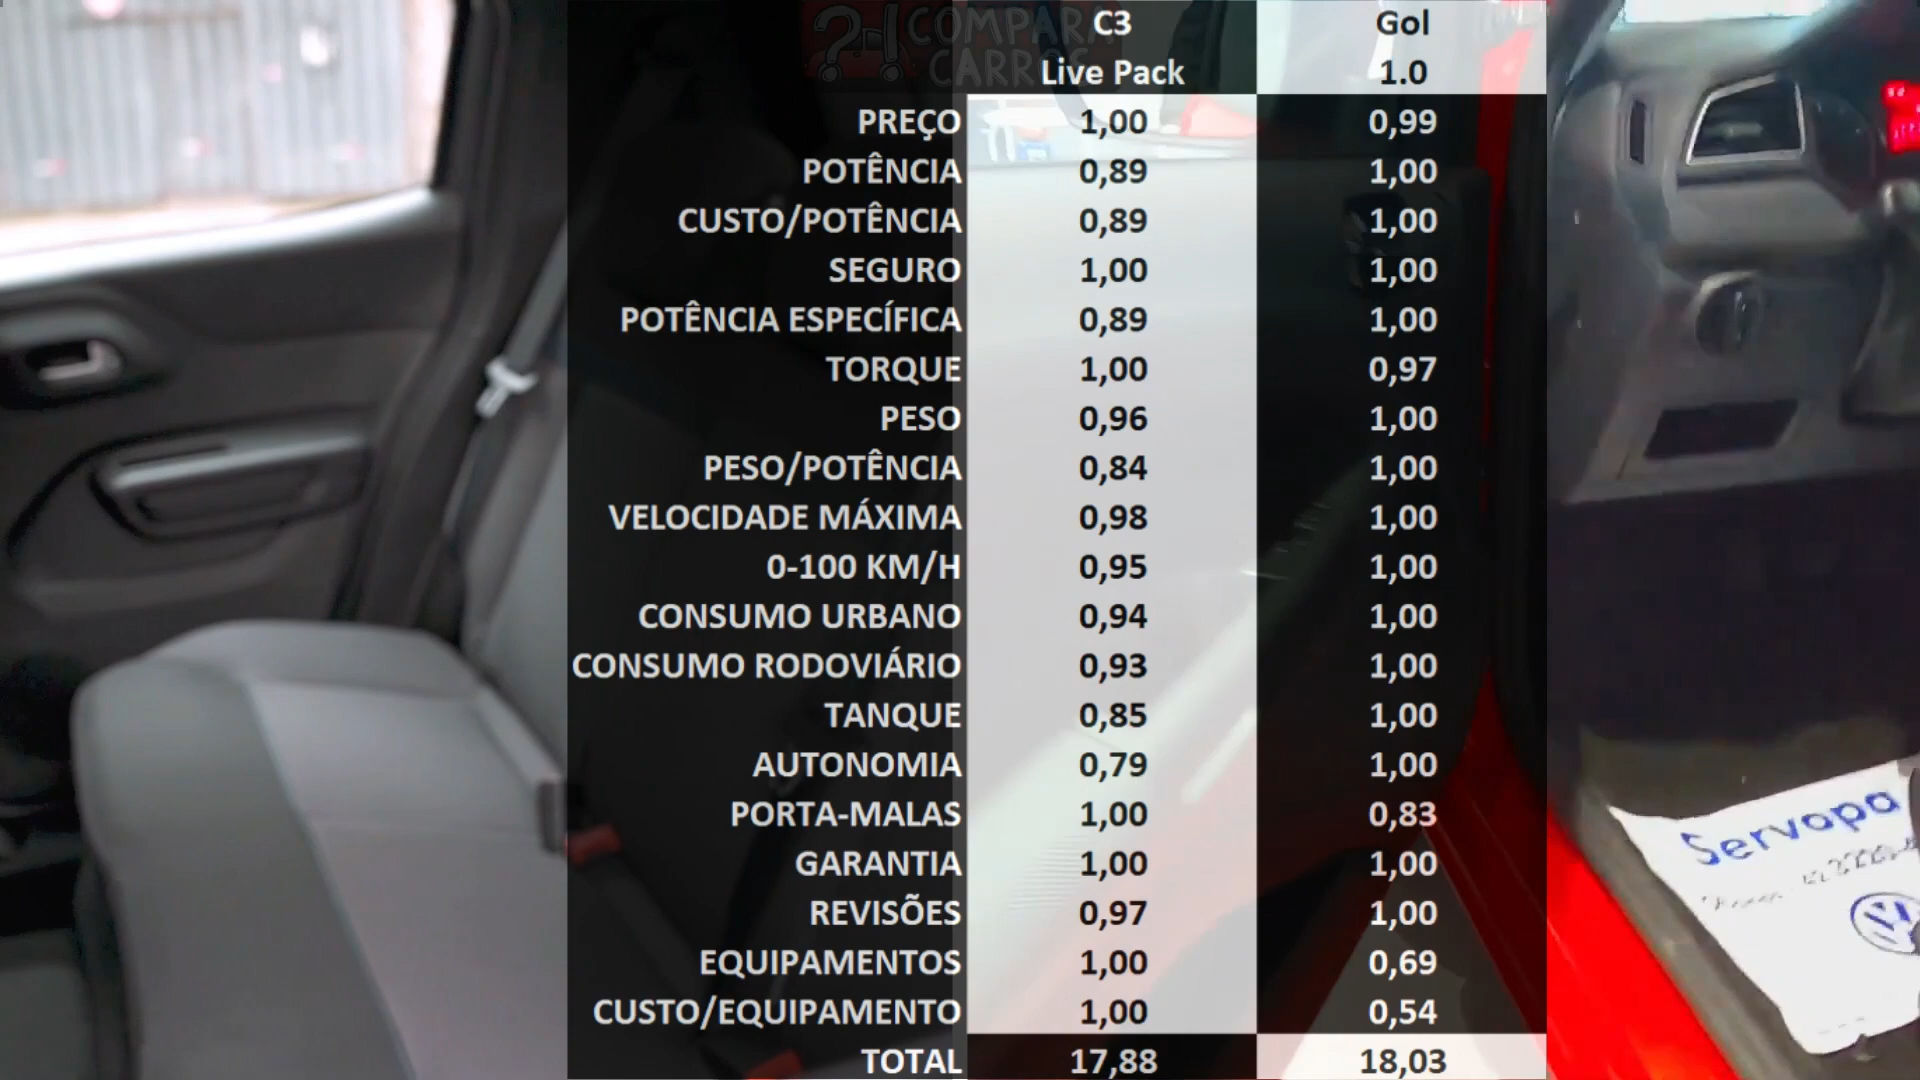 ?! COMPARA
CARROS
C3 Gol
Live Pack 1.0
PREÇO 1,00 0,99
POTÊNCIA 0,89 1,00
CUSTO/POTÊNCIA 0,89 1,00
SEGURO 1,00 1,00
POTÊNCIA ESPECÍFICA 0,89 1,00
TORQUE 1,00 0,97
PESO 0,96 1,00
PESO/POTÊNCIA 0,84 1,00
VELOCIDADE MÁXIMA 0,98 1,00
0-100 KM/H 0,95 1,00
CONSUMO URBANO 0,94 1,00
CONSUMO RODOVIÁRIO 0,93 1,00
TANQUE 0,85 1,00
AUTONOMIA 0,79 1,00
PORTA-MALAS 1,00 0,83
GARANTIA 1,00 1,00
REVISÕES 0,97 1,00
EQUIPAMENTOS 1,00 0,69
CUSTO/EQUIPAMENTO 1,00 0,54
TOTAL 17,88 18,03
Servopa